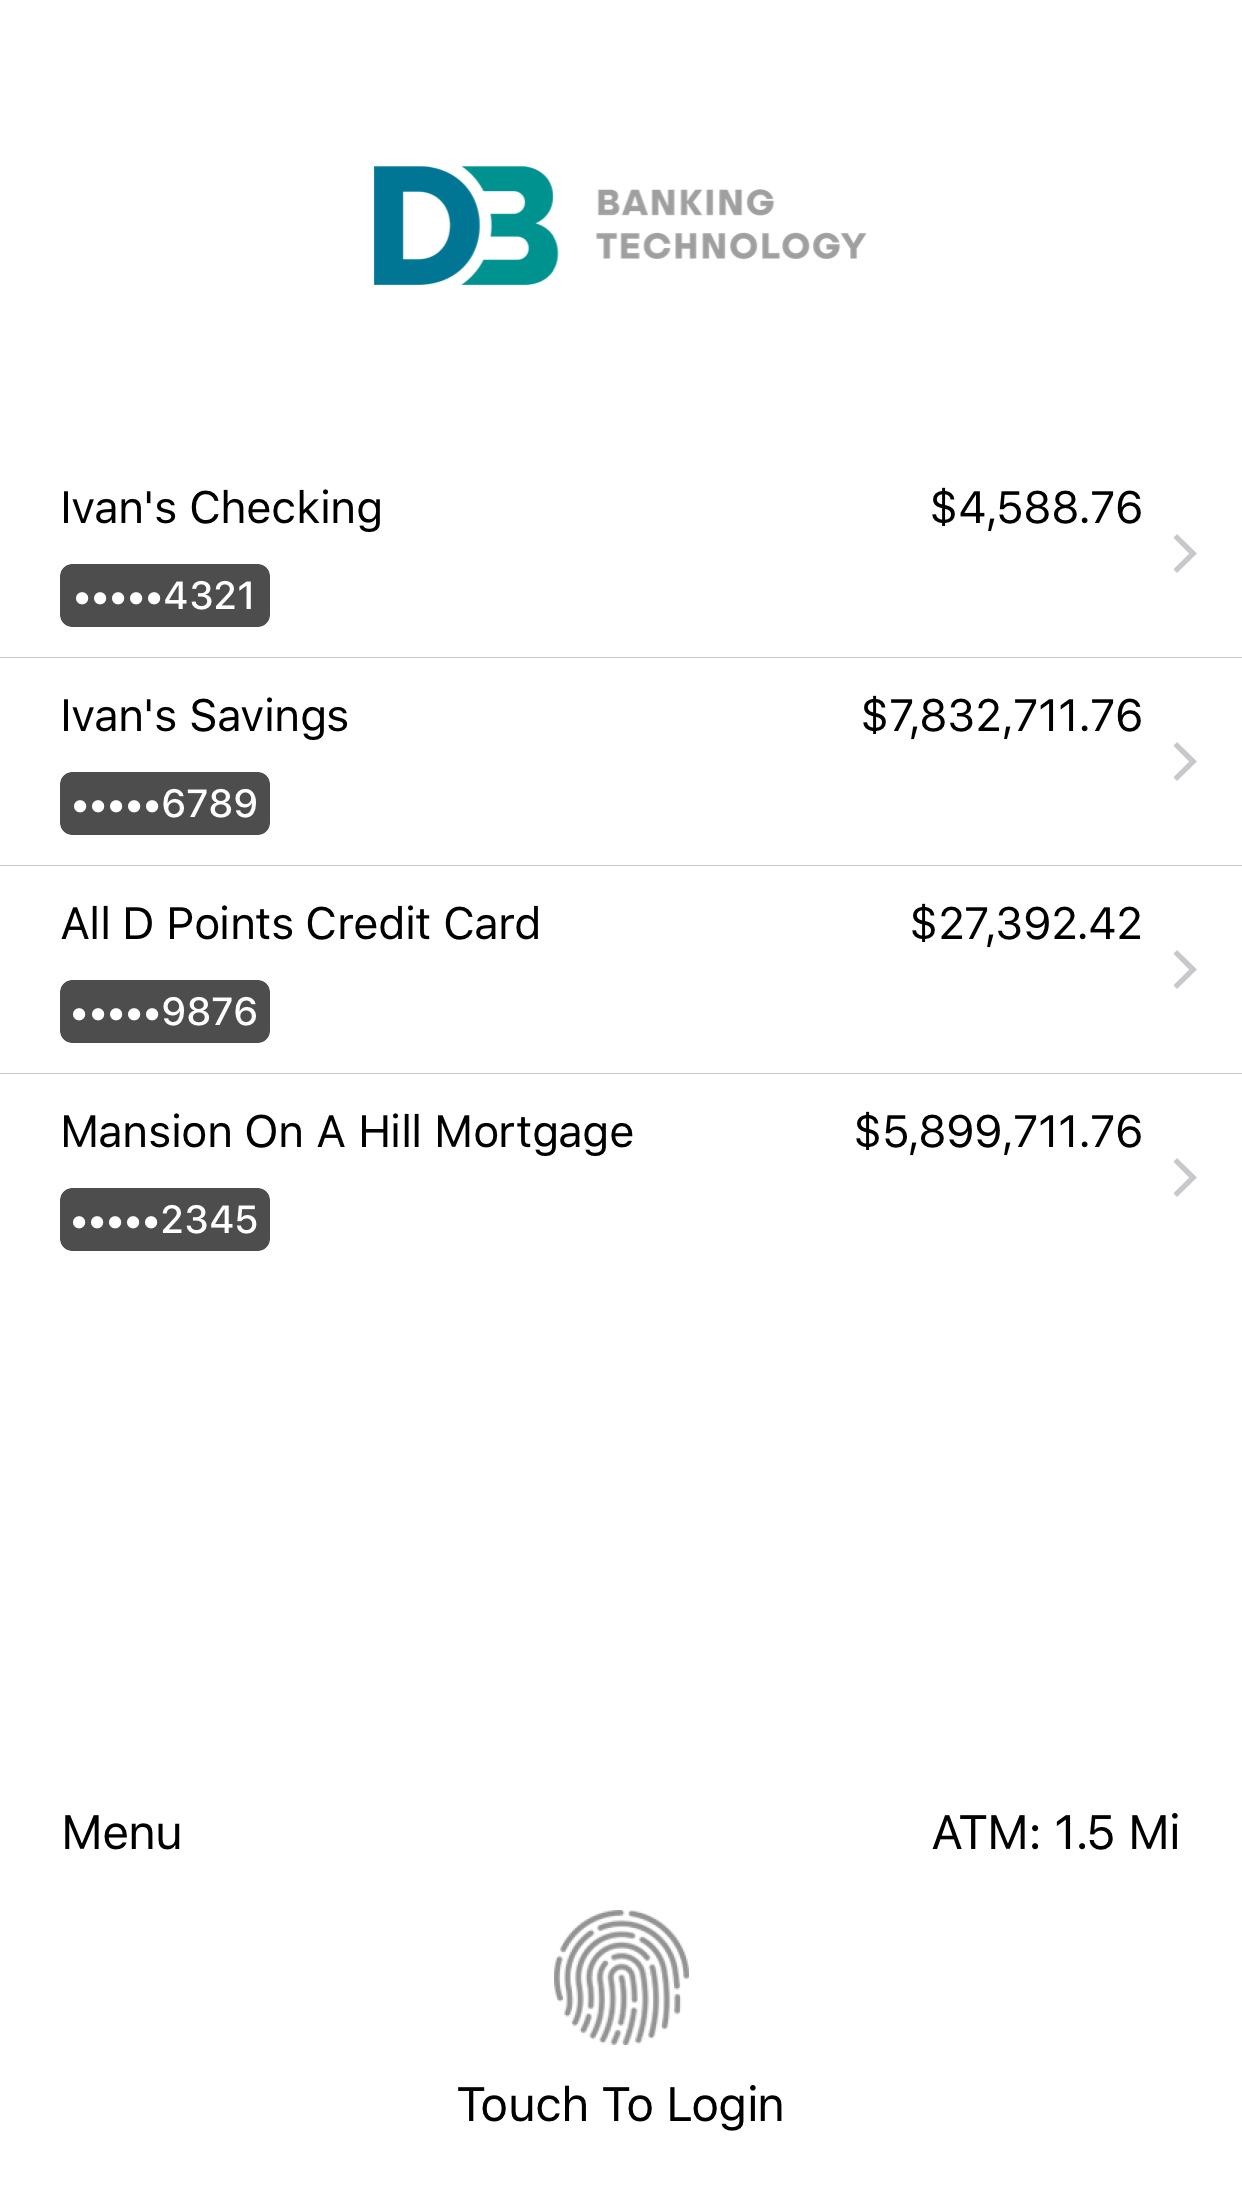 D3 BANKING
TECHNOLOGY
Ivan's Checking $4,588.76
•••••4321
Ivan's Savings $7,832,711.76
•••••6789
All D Points Credit Card $27,392.42
•••••9876
Mansion On A Hill Mortgage $5,899,711.76
•••••2345
Menu ATM: 1.5 Mi
Touch To Login